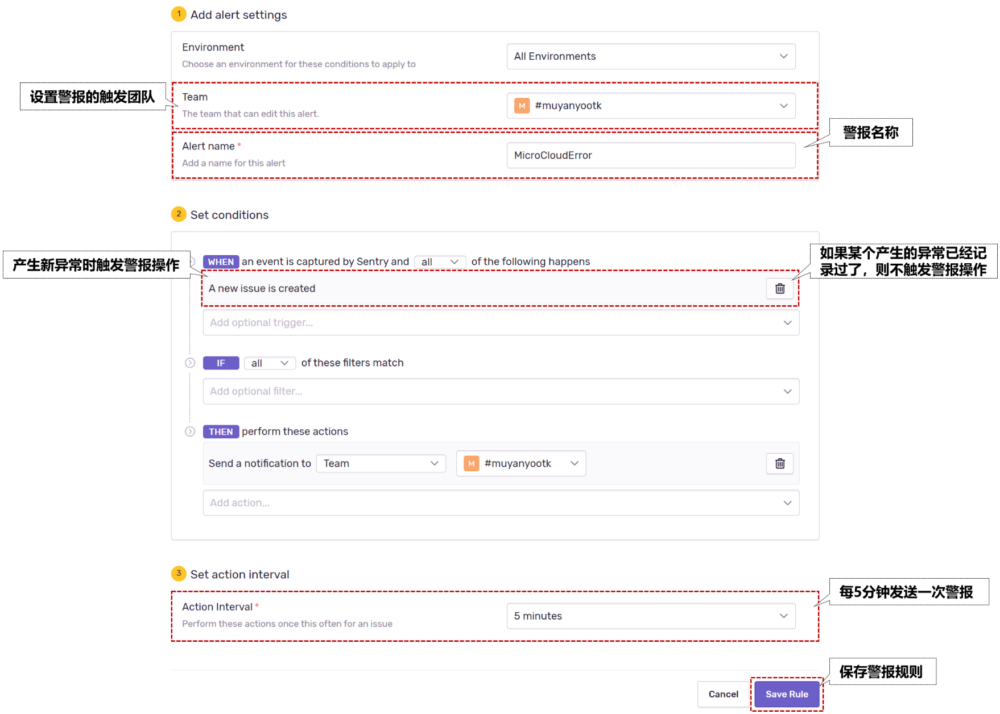 1 Add alert settings
Environment
Choose an environment for these conditions to apply to
All Environments
设置警报的触发团队
Team
The team that can edit this alert.
M #muyanyootk
警报名称
Alert name *
Add a name for this alert
MicroCloudError
2 Set conditions
产生新异常时触发警报操作
WHEN an event is captured by Sentry and all of the following happens
如果某个产生的异常已经记
录过了，则不触发警报操作
A new issue is created
Add optional trigger...
IF all of these filters match
Add optional filter...
THEN perform these actions
Send a notification to Team M #muyanyootk
Add action...
3 Set action interval
Action Interval *
Perform these actions once this often for an issue
5 minutes
每5分钟发送一次警报
保存警报规则
Cancel Save Rule